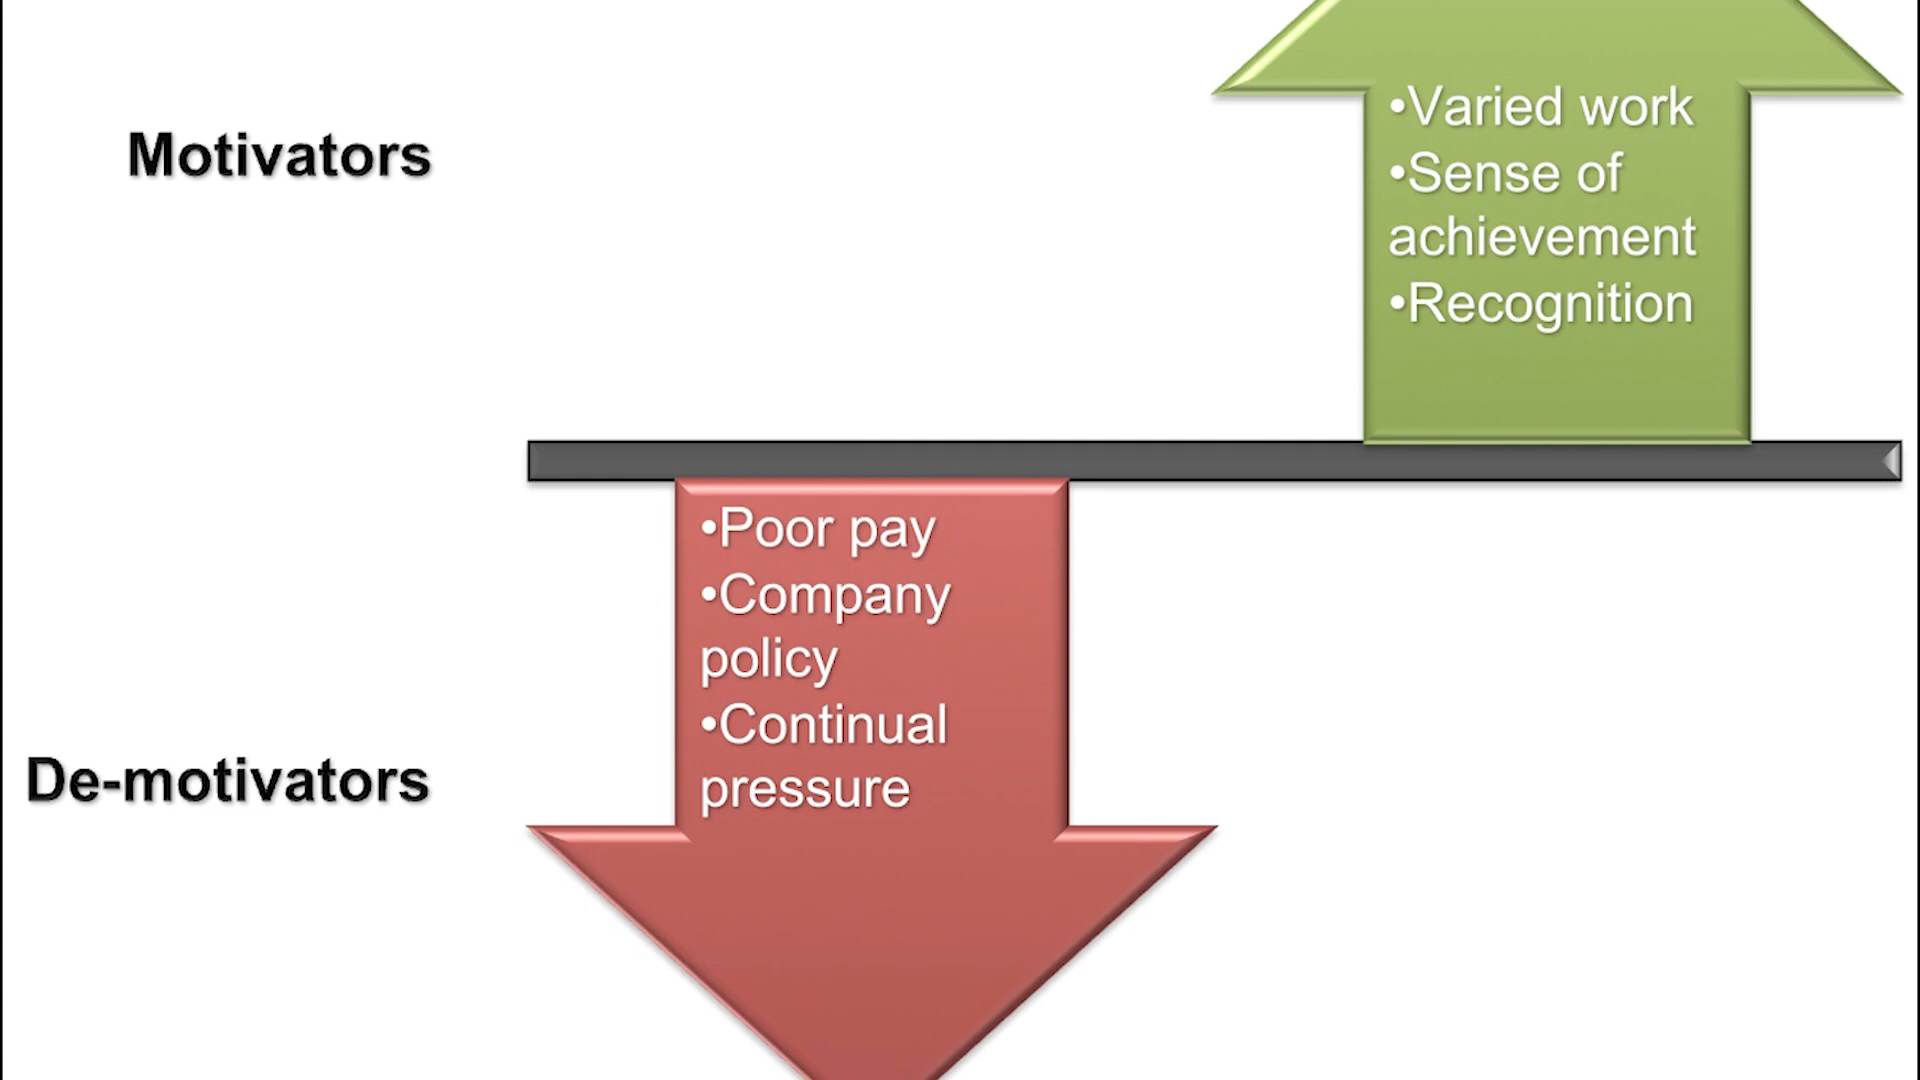 Motivators
•Varied work
•Sense of
achievement
•Recognition
•Poor pay
•Company
policy
•Continual
pressure
De-motivators